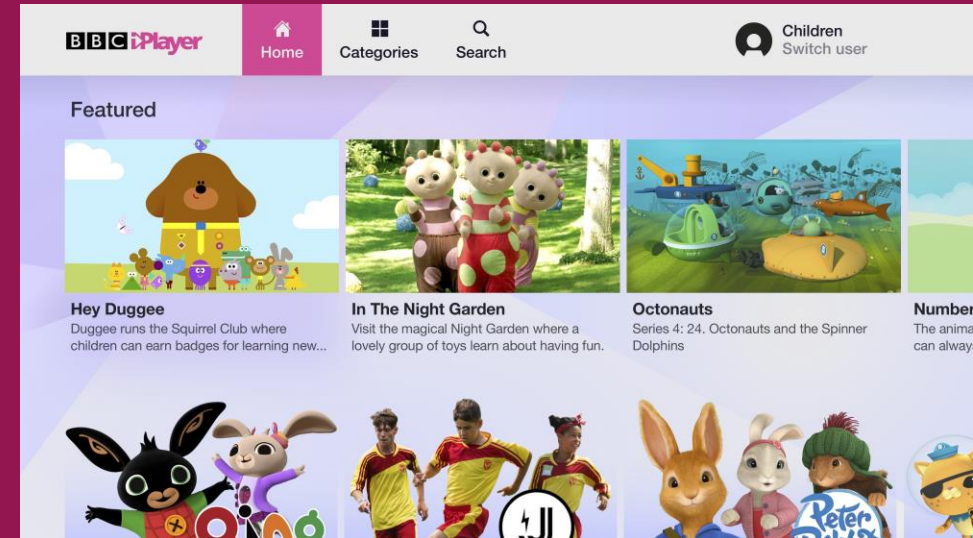 BBC iPlayer
Home
Categories
Search
Children
Switch user
Featured
Hey Duggee
Duggee runs the Squirrel Club where
children can earn badges for learning new...
In The Night Garden
Visit the magical Night Garden where a
lovely group of toys learn about having fun.
Octonauts
Series 4: 24. Octonauts and the Spinner
Dolphins
Number
The anima
can always
Peter